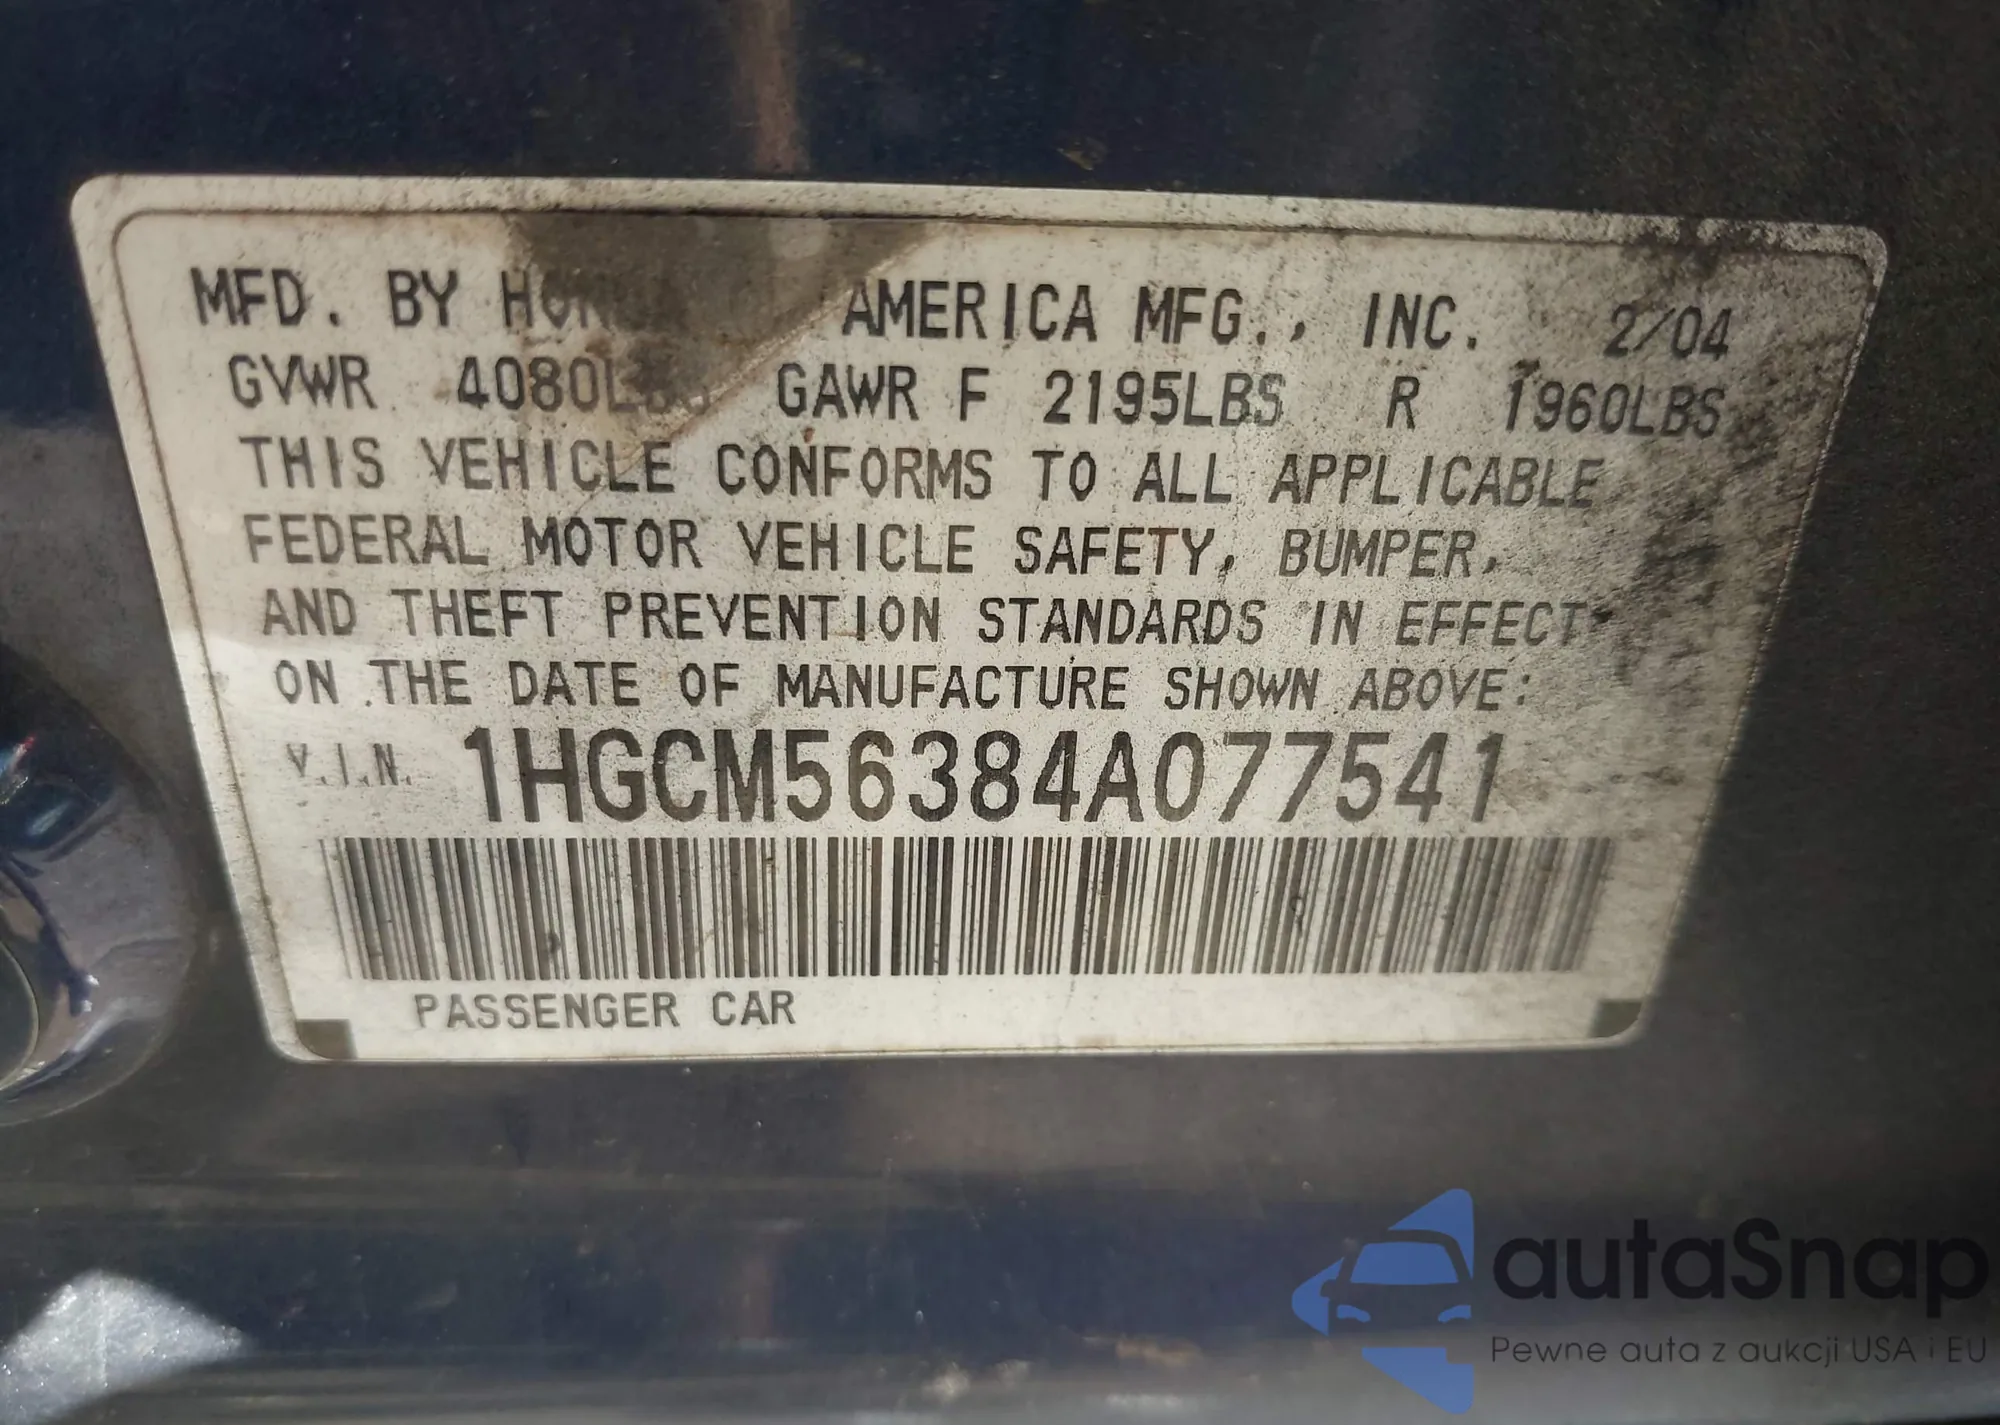 MFD. BY AMERICA MFG., INC. 2/04
GVWR 4080LBS GAWR F 2195LBS R 1960LBS
THIS VEHICLE CONFORMS TO ALL APPLICABLE
FEDERAL MOTOR VEHICLE SAFETY, BUMPER,
AND THEFT PREVENTION STANDARDS IN EFFECT
ON THE DATE OF MANUFACTURE SHOWN ABOVE:
V.I.N. 1HGCM56384A077541
PASSENGER CAR
autaSnap
Pewne auta z aukcji USA i EU